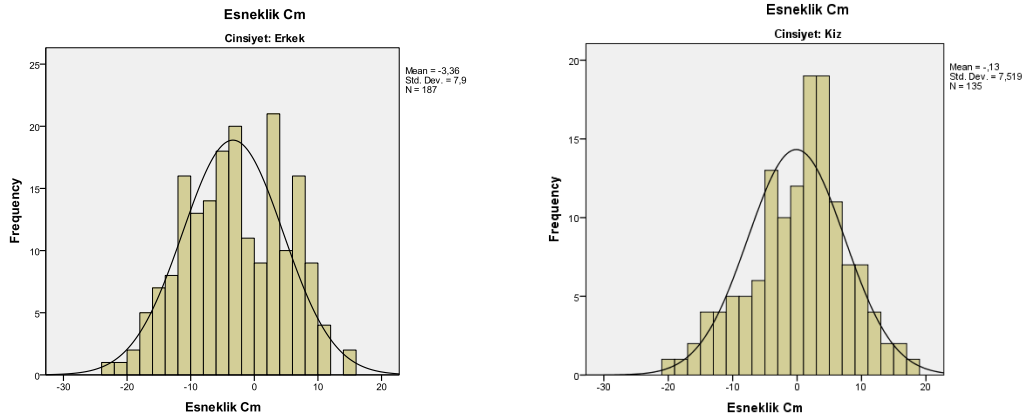 Esneklik Cm
Cinsiyet: Erkek
Mean = -3,36
Std. Dev. = 7,9
N = 187
Frequency
25
20
15
10
5
0
-30 -20 -10 0 10 20
Esneklik Cm
Esneklik Cm
Cinsiyet: Kiz
Mean = -,13
Std. Dev. = 7,519
N = 135
Frequency
20
15
10
5
0
-30 -20 -10 0 10 20
Esneklik Cm